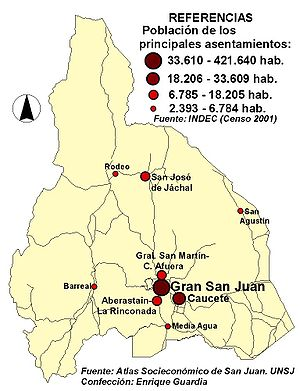 REFERENCIAS
Población de los
principales asentamientos:
33.610 - 421.640 hab.
18.206 - 33.609 hab.
6.785 - 18.205 hab.
2.393 - 6.784 hab.
Fuente: INDEC (Censo 2001)
Rodeo
San José
de Jáchal
San
Agustín
Gral. San Martín-
C. Afuera
Gran San Juan
Barreal
Caucete
Aberastain-
La Rinconada
Media Agua
Fuente: Atlas Socieconómico de San Juan. UNSJ
Confección: Enrique Guardia